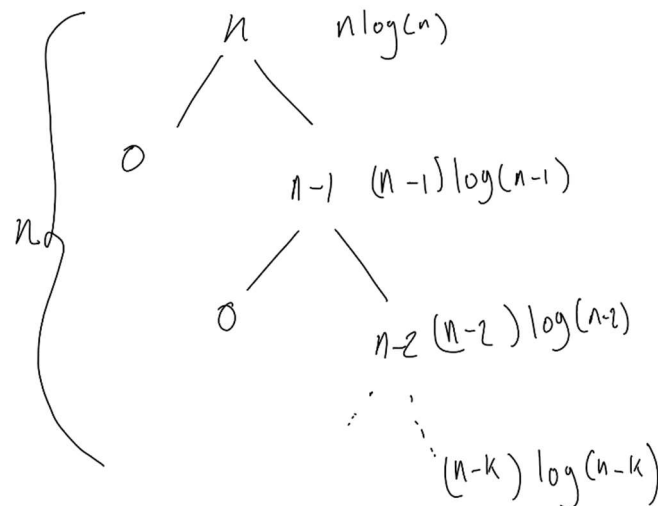 n nlog(n)
0
n-1 (n-1)log(n-1)
n
0
n-2 (n-2)log(n-2)
(n-k) log(n-k)